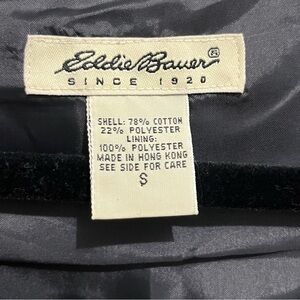 Eddie Bauer®
SINCE 1920
SHELL: 78% COTTON
22% POLYESTER
LINING:
100% POLYESTER
MADE IN HONG KONG
SEE SIDE FOR CARE
S